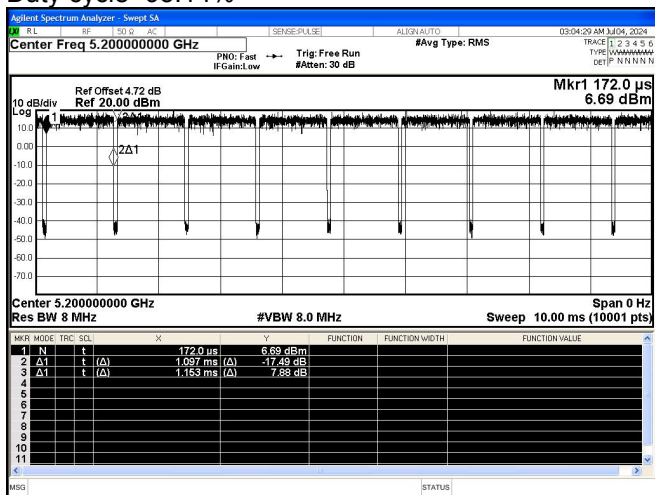 Agilent Spectrum Analyzer - Swept SA
RL RF 50 Ω AC SENSE:PULSE ALIGN AUTO 03:04:29 AM Jul 04, 2024
Center Freq 5.200000000 GHz #Avg Type: RMS TRACE 1 2 3 4 5 6
PNO: Fast Trig: Free Run TYPE
IFGain:Low #Atten: 30 dB DET P N N N N N
Ref Offset 4.72 dB Mkr1 172.0 µs
10 dB/div Ref 20.00 dBm 6.69 dBm
Log
1
3Δ1
10.0
0.00
2Δ1
-10.0
-20.0
-30.0
-40.0
-50.0
-60.0
-70.0
Center 5.200000000 GHz Span 0 Hz
Res BW 8 MHz #VBW 8.0 MHz Sweep 10.00 ms (10001 pts)
MKR MODE TRC SCL X Y FUNCTION FUNCTION WIDTH FUNCTION VALUE
1 N t 172.0 µs 6.69 dBm
2 Δ1 t (Δ) 1.097 ms (Δ) -17.49 dB
3 Δ1 t (Δ) 1.153 ms (Δ) 7.88 dB
4
5
6
7
8
9
10
11
MSG STATUS